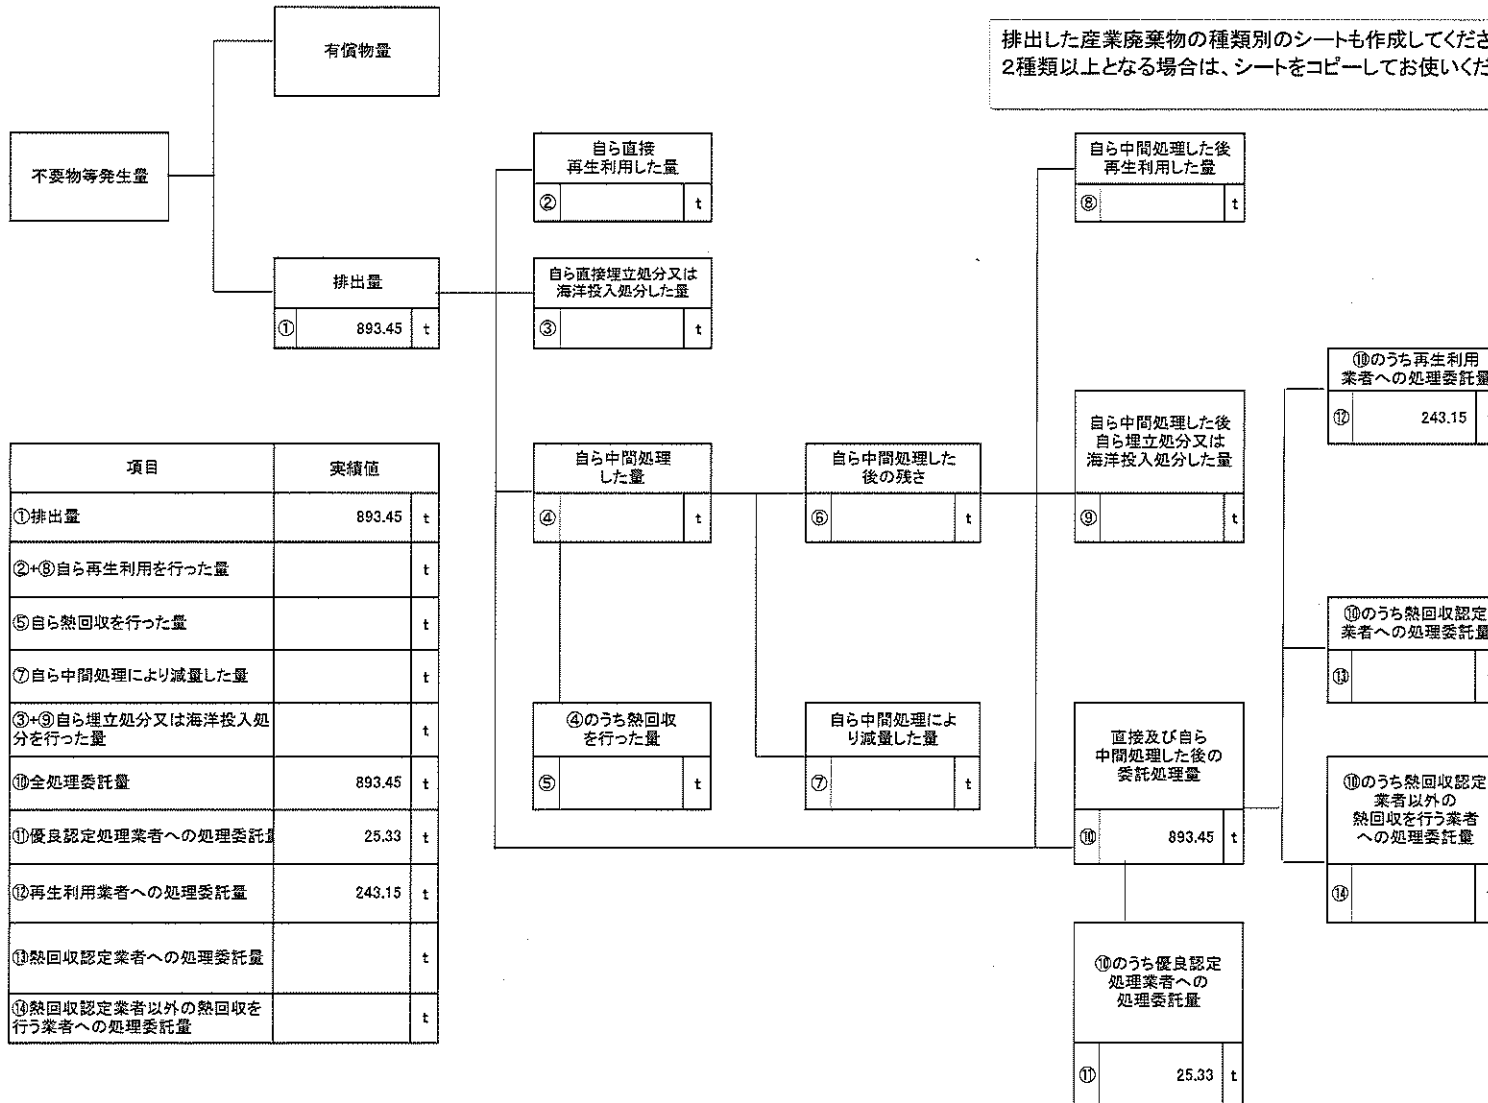 有償物量
排出した産業廃棄物の種類別のシートも作成してくださ
2種類以上となる場合は、シートをコピーしてお使いくだ
不要物等発生量
自ら直接
再生利用した量
② t
自ら中間処理した後
再生利用した量
⑧ t
排出量
① 893.45 t
自ら直接埋立処分又は
海洋投入処分した量
③ t
⑩のうち再生利用
業者への処理委託量
⑫ 243.15
自ら中間処理
した量
④ t
自ら中間処理した
後の残さ
⑥ t
自ら中間処理した後
自ら埋立処分又は
海洋投入処分した量
⑨ t
⑩のうち熱回収認定
業者への処理委託量
⑬
④のうち熱回収
を行った量
⑤ t
自ら中間処理によ
り減量した量
⑦ t
直接及び自ら
中間処理した後の
委託処理量
⑩ 893.45 t
⑩のうち熱回収認定
業者以外の
熱回収を行う業者
への処理委託量
⑭
⑩のうち優良認定
処理業者への
処理委託量
⑪ 25.33 t
項目 実績値
①排出量 893.45 t
②+⑧自ら再生利用を行った量 t
⑤自ら熱回収を行った量 t
⑦自ら中間処理により減量した量 t
③+⑨自ら埋立処分又は海洋投入処
分を行った量 t
⑩全処理委託量 893.45 t
⑪優良認定処理業者への処理委託量 25.33 t
⑫再生利用業者への処理委託量 243.15 t
⑬熱回収認定業者への処理委託量 t
⑭熱回収認定業者以外の熱回収を
行う業者への処理委託量 t